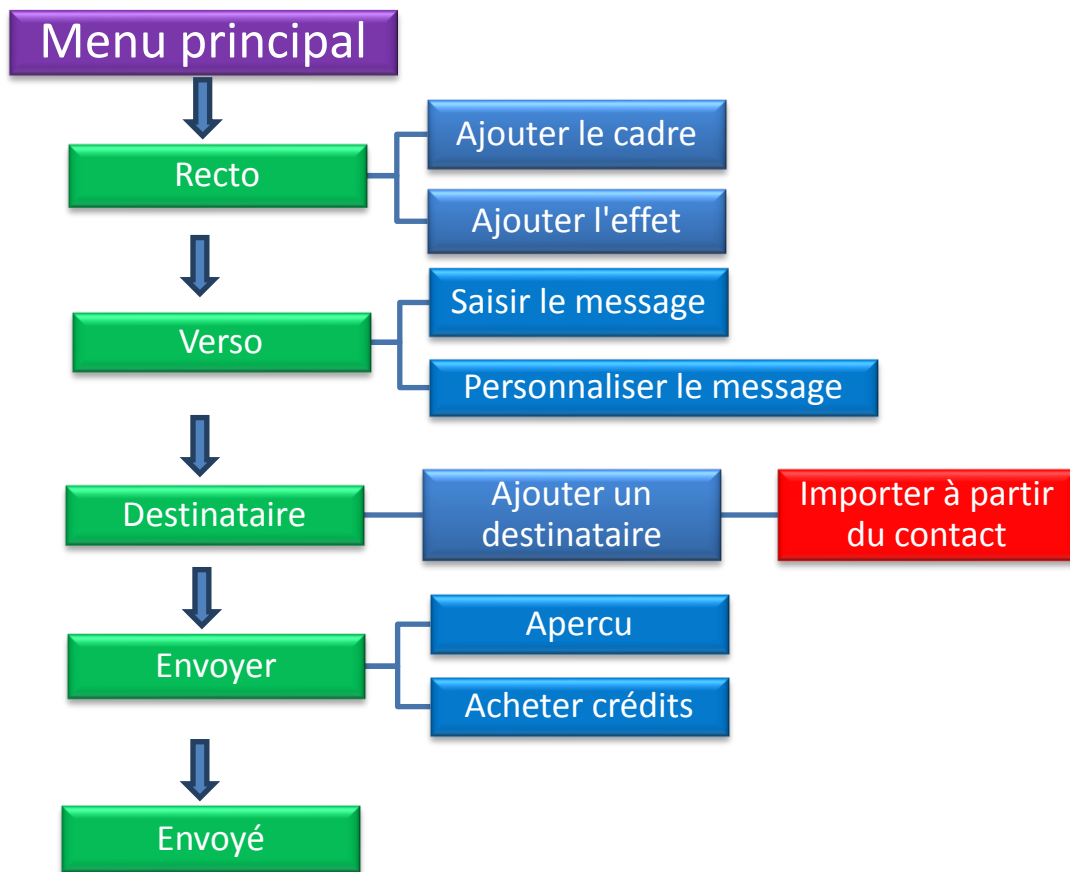 Menu principal
Recto
Ajouter le cadre
Ajouter l'effet
Verso
Saisir le message
Personnaliser le message
Destinataire
Ajouter un
destinataire
Importer à partir
du contact
Envoyer
Apercu
Acheter crédits
Envoyé